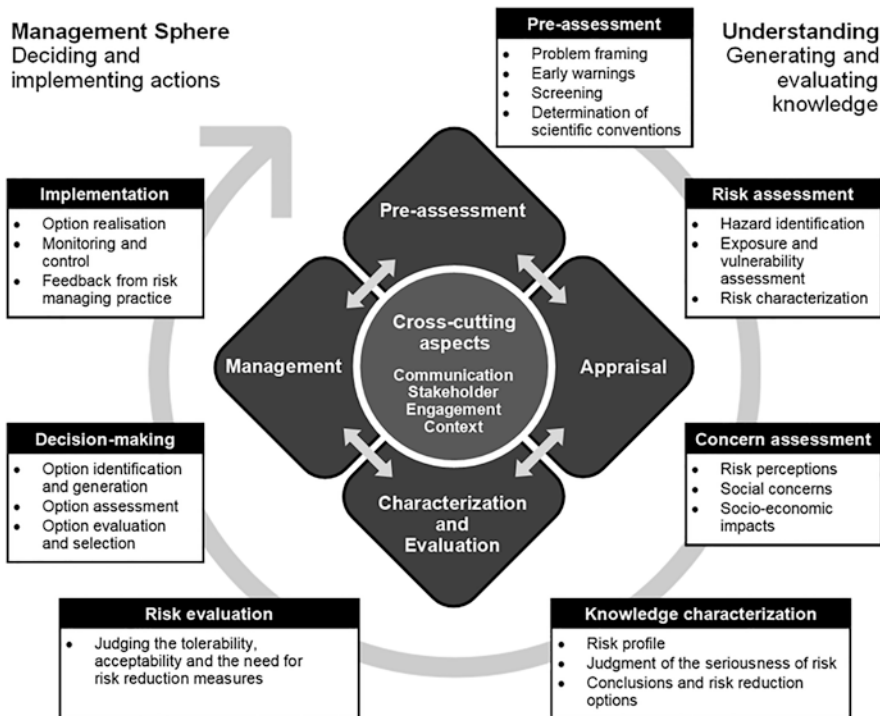 Management Sphere
Deciding and
implementing actions
Pre-assessment
• Problem framing
• Early warnings
• Screening
• Determination of
scientific conventions
Understanding
Generating and
evaluating
knowledge
Implementation
• Option realisation
• Monitoring and
control
• Feedback from risk
managing practice
Pre-assessment
Risk assessment
• Hazard identification
• Exposure and
vulnerability
assessment
• Risk characterization
Management
Cross-cutting
aspects
Communication
Stakeholder
Engagement
Context
Appraisal
Decision-making
• Option identification
and generation
• Option assessment
• Option evaluation
and selection
Characterization
and
Evaluation
Concern assessment
• Risk perceptions
• Social concerns
• Socio-economic
impacts
Risk evaluation
• Judging the tolerability,
acceptability and the need for
risk reduction measures
Knowledge characterization
• Risk profile
• Judgment of the seriousness of risk
• Conclusions and risk reduction
options